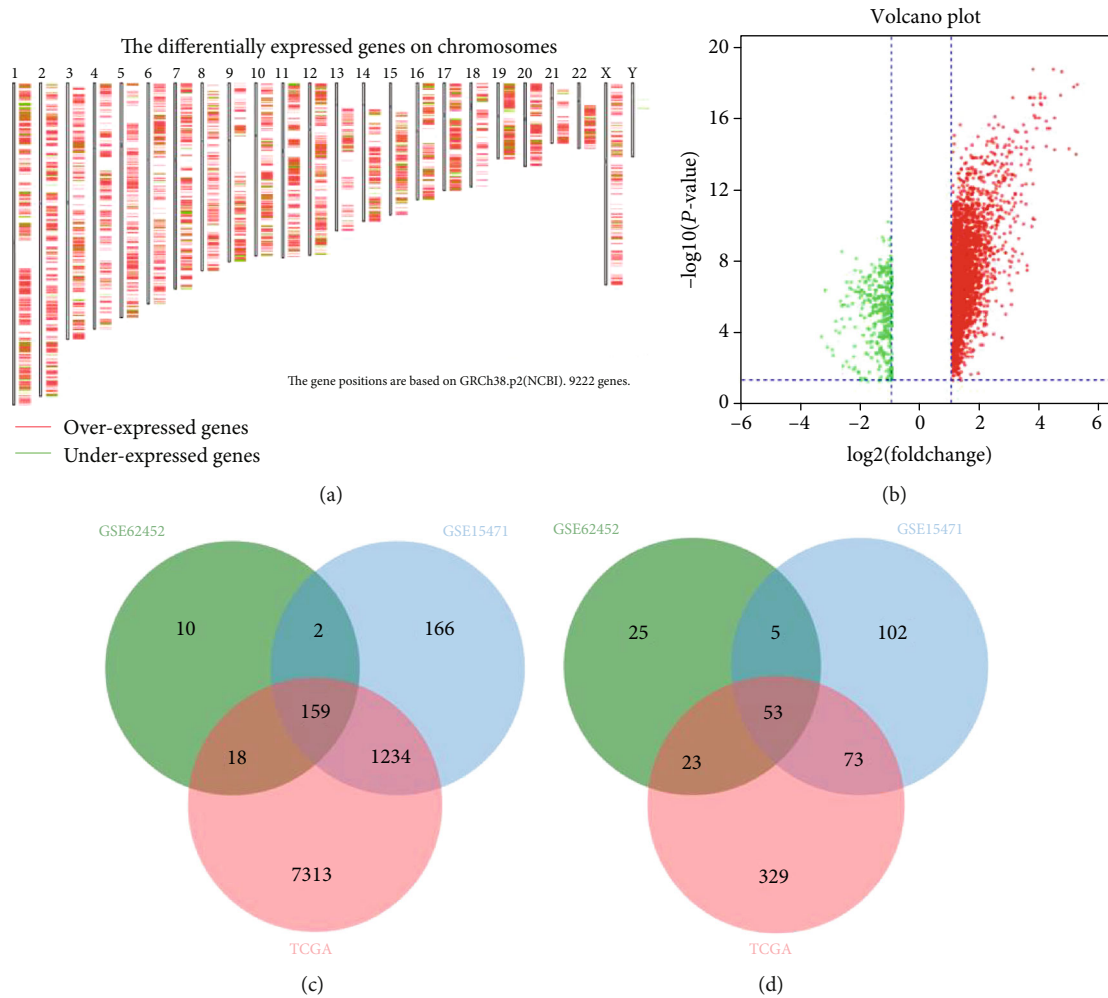 The differentially expressed genes on chromosomes
1 2 3 4 5 6 7 8 9 10 11 12 13 14 15 16 17 18 19 20 21 22 X Y
The gene positions are based on GRCh38.p2(NCBI). 9222 genes.
Over-expressed genes
Under-expressed genes
(a)
Volcano plot
20
16
12
8
4
0
−log10(P-value)
−6 −4 −2 0 2 4 6
log2(foldchange)
(b)
GSE62452
GSE15471
10
2
166
159
18
1234
7313
TCGA
(c)
GSE62452
GSE15471
25
5
102
53
23
73
329
TCGA
(d)